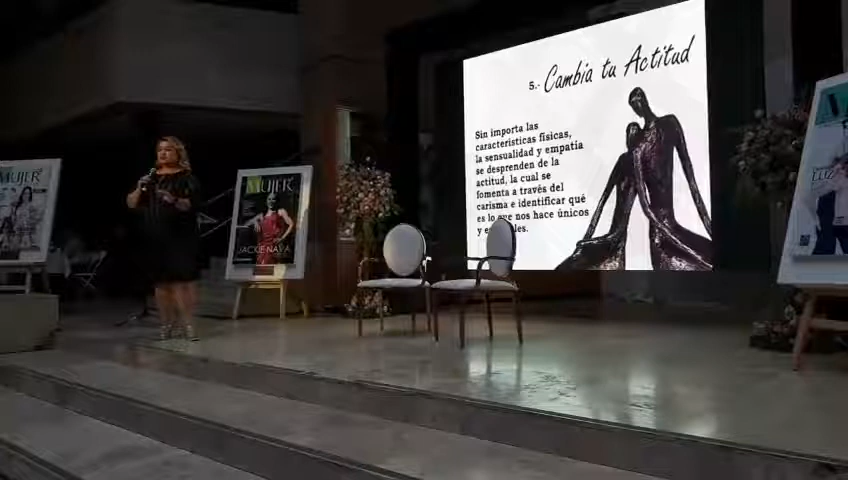 5.- Cambia tu Actitud
Sin importa las
características físicas,
la sensualidad y empatía
se desprenden de la
actitud, la cual se
fomenta a través del
carisma e identificar qué
es lo que nos hace únicos
y
MUJER
MUJER
JACKIE NAVA